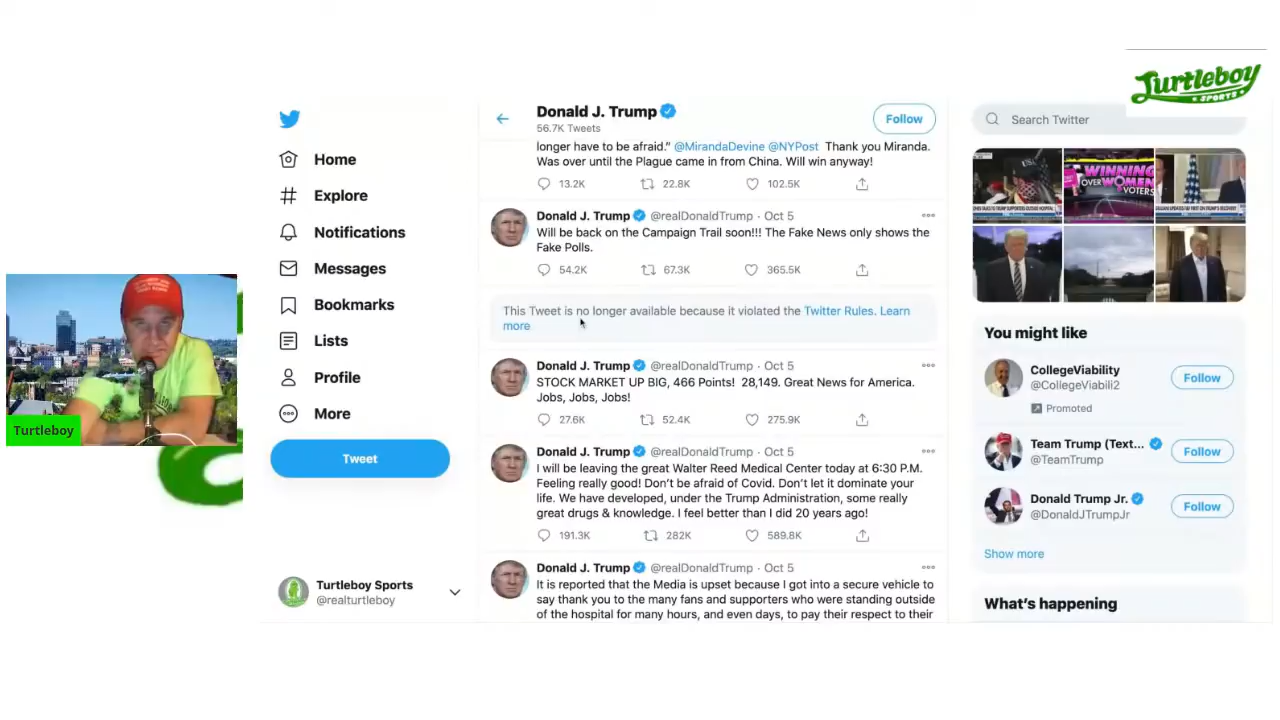 Turtleboy
SPORTS
Donald J. Trump
56.7K Tweets
Follow
Search Twitter
Home
Explore
Notifications
Messages
Bookmarks
Lists
Profile
More
Tweet
Turtleboy Sports
@realturtleboy
Turtleboy
longer have to be afraid.” @MirandaDevine @NYPost Thank you Miranda.
Was over until the Plague came in from China. Will win anyway!
13.2K 22.8K 102.5K
Donald J. Trump @realDonaldTrump · Oct 5
Will be back on the Campaign Trail soon!!! The Fake News only shows the
Fake Polls.
54.2K 67.3K 365.5K
This Tweet is no longer available because it violated the Twitter Rules. Learn
more
Donald J. Trump @realDonaldTrump · Oct 5
STOCK MARKET UP BIG, 466 Points! 28,149. Great News for America.
Jobs, Jobs, Jobs!
27.6K 52.4K 275.9K
Donald J. Trump @realDonaldTrump · Oct 5
I will be leaving the great Walter Reed Medical Center today at 6:30 P.M.
Feeling really good! Don’t be afraid of Covid. Don’t let it dominate your
life. We have developed, under the Trump Administration, some really
great drugs & knowledge. I feel better than I did 20 years ago!
191.3K 282K 589.8K
Donald J. Trump @realDonaldTrump · Oct 5
It is reported that the Media is upset because I got into a secure vehicle to
say thank you to the many fans and supporters who were standing outside
of the hospital for many hours, and even days, to pay their respect to their
WINNING
OVER WOMEN
VOTERS
You might like
CollegeViability
@CollegeViabili2
Promoted
Follow
Team Trump (Text...
@TeamTrump
Follow
Donald Trump Jr.
@DonaldJTrumpJr
Follow
Show more
What’s happening